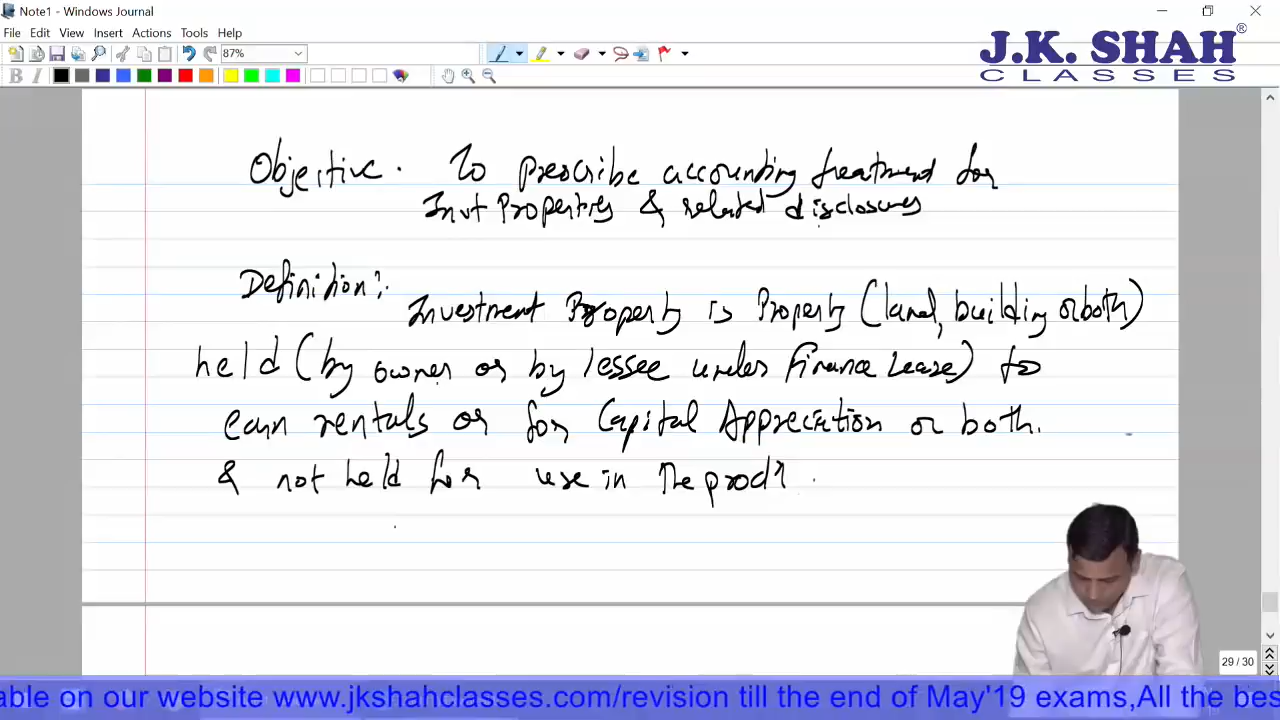 Note1 - Windows Journal
File Edit View Insert Actions Tools Help
87%
B I
J.K. SHAH®
CLASSES
Objective. To prescribe accounting treatment for
Invt Properties & related disclosures
Definition:
Investment Property is Property (land, building or both)
held (by owner or by lessee under Finance Lease) to
earn rentals or for Capital Appreciation or both.
& not held for use in the prodn
29 / 30
able on our website www.jkshahclasses.com/revision till the end of May'19 exams,All the bes